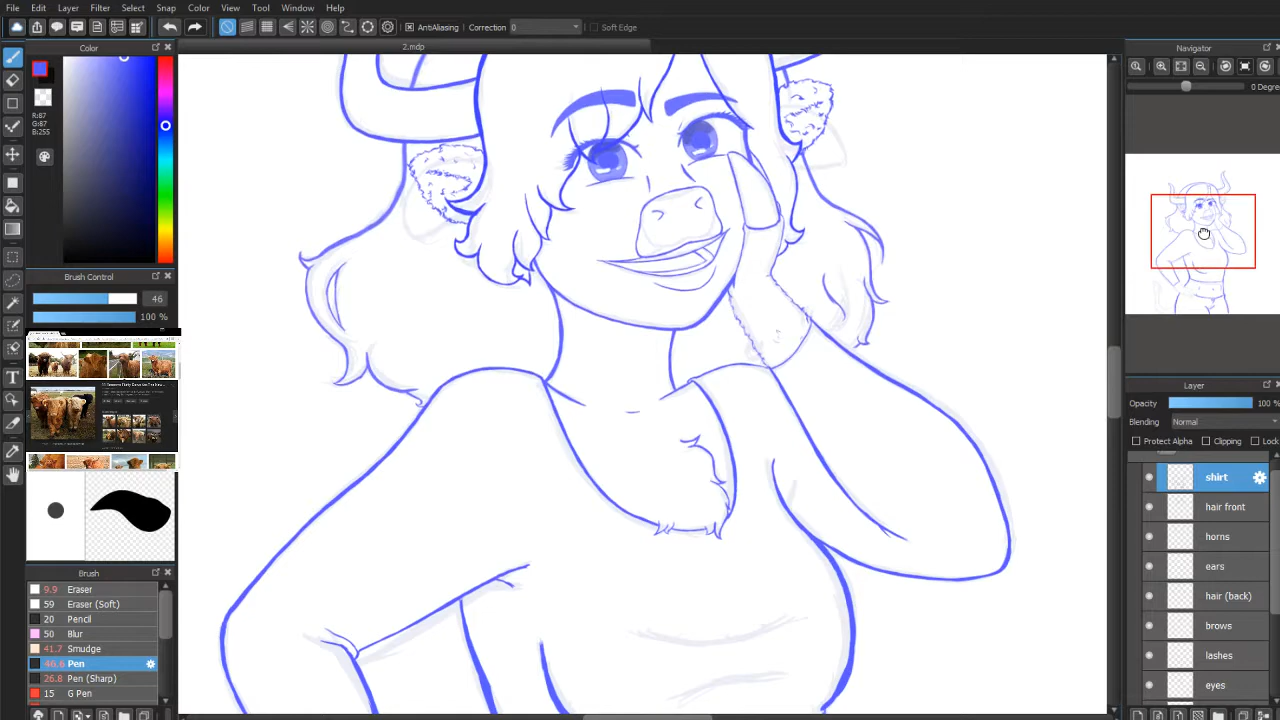 File Edit Layer Filter Select Snap Color View Tool Window Help
AntiAliasing Correction 0 Soft Edge
Color
2.mdp
Navigator
0 Degree
R:87
G:87
B:255
Brush Control
46
100 %
Layer
Opacity 100 %
Blending Normal
Protect Alpha Clipping Lock
shirt
hair front
horns
ears
hair (back)
brows
lashes
eyes
Brush
9.9 Eraser
59 Eraser (Soft)
20 Pencil
50 Blur
41.7 Smudge
46.6 Pen
26.8 Pen (Sharp)
15 G Pen